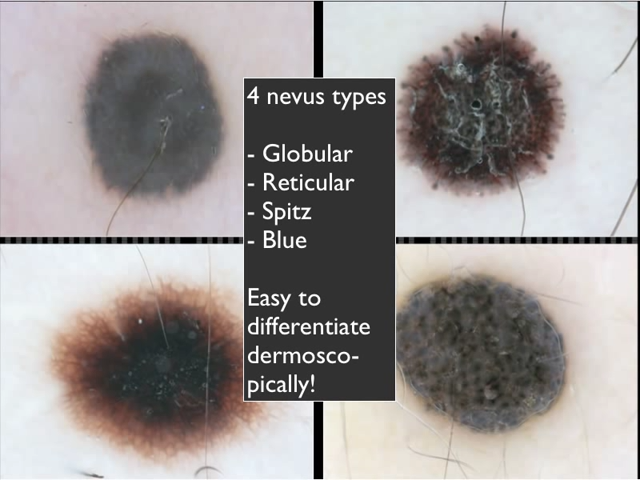 4 nevus types
- Globular
- Reticular
- Spitz
- Blue
Easy to
differentiate
dermosco-
pically!